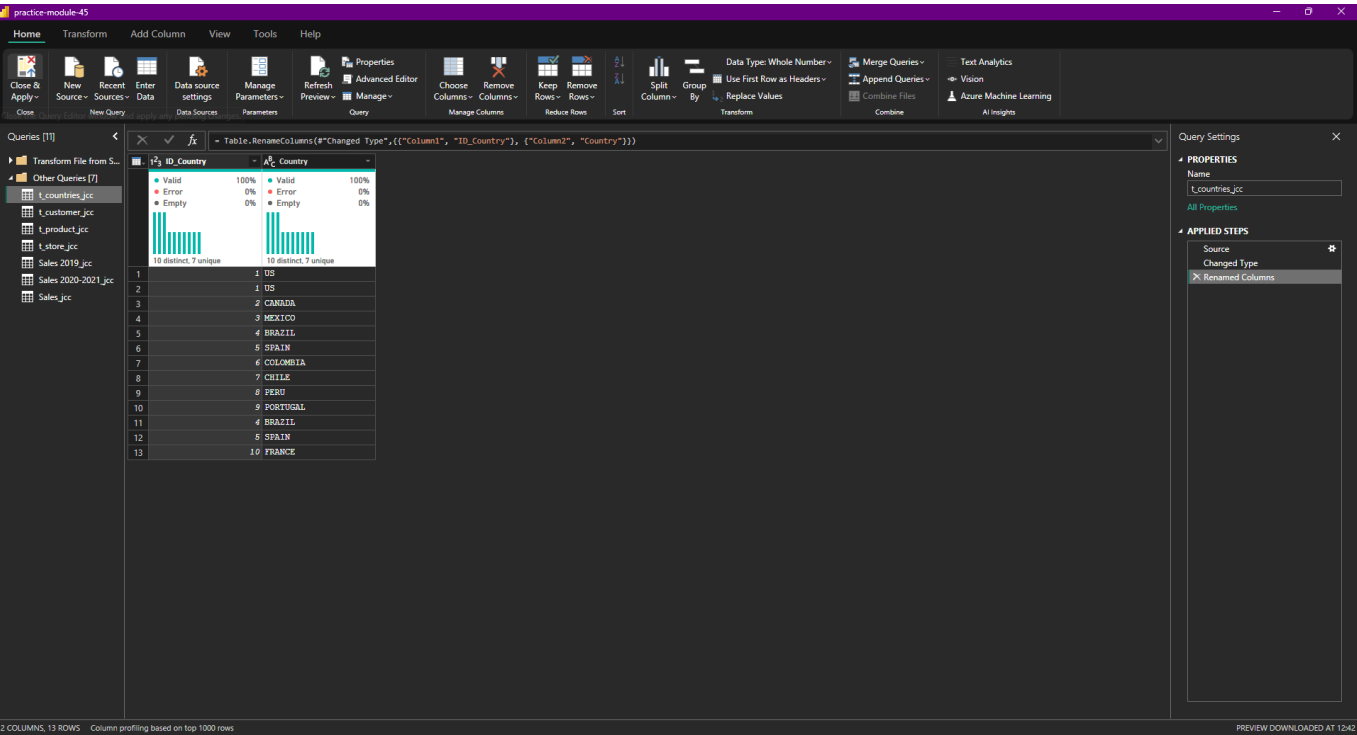 practice-module-45
Home Transform Add Column View Tools Help
Close & Apply
New Source
Recent Sources
Enter Data
Data source settings
Manage Parameters
Refresh Preview
Properties
Advanced Editor
Manage
Choose Columns
Remove Columns
Keep Rows
Remove Rows
Split Column
Group By
Data Type: Whole Number
Use First Row as Headers
Replace Values
Merge Queries
Append Queries
Combine Files
Text Analytics
Vision
Azure Machine Learning
Close New Query Data Sources Parameters Query Manage Columns Reduce Rows Sort Transform Combine AI Insights
Queries [11]
Transform File from S...
Other Queries [7]
t_countries_jcc
t_customer_jcc
t_product_jcc
t_store_jcc
Sales 2019_jcc
Sales 2020-2021_jcc
Sales_jcc
fx = Table.RenameColumns(#"Changed Type",{{"Column1", "ID_Country"}, {"Column2", "Country"}})
1²3 ID_Country ABC Country
Valid 100% Valid 100%
Error 0% Error 0%
Empty 0% Empty 0%
10 distinct, 7 unique 10 distinct, 7 unique
1 1 US
2 1 US
3 2 CANADA
4 3 MEXICO
5 4 BRAZIL
6 5 SPAIN
7 6 COLOMBIA
8 7 CHILE
9 8 PERU
10 9 PORTUGAL
11 4 BRAZIL
12 5 SPAIN
13 10 FRANCE
Query Settings
PROPERTIES
Name
t_countries_jcc
All Properties
APPLIED STEPS
Source
Changed Type
Renamed Columns
2 COLUMNS, 13 ROWS Column profiling based on top 1000 rows
PREVIEW DOWNLOADED AT 12:42